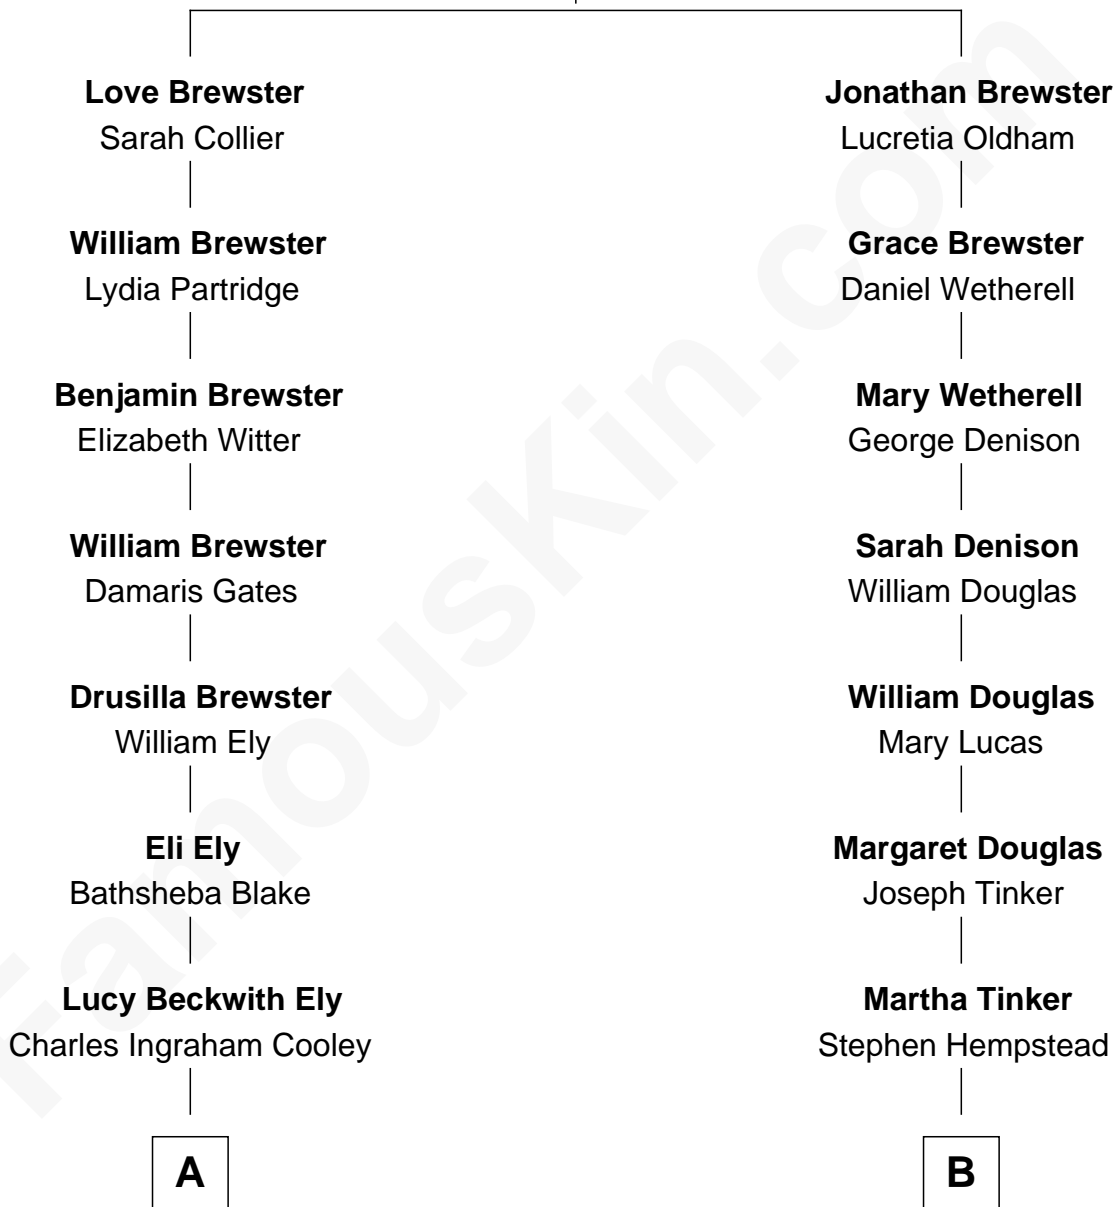 Love Brewster
Sarah Collier
William Brewster
Lydia Partridge
Benjamin Brewster
Elizabeth Witter
William Brewster
Damaris Gates
Drusilla Brewster
William Ely
Eli Ely
Bathsheba Blake
Lucy Beckwith Ely
Charles Ingraham Cooley
A
Jonathan Brewster
Lucretia Oldham
Grace Brewster
Daniel Wetherell
Mary Wetherell
George Denison
Sarah Denison
William Douglas
William Douglas
Mary Lucas
Margaret Douglas
Joseph Tinker
Martha Tinker
Stephen Hempstead
B
FamousKin.com